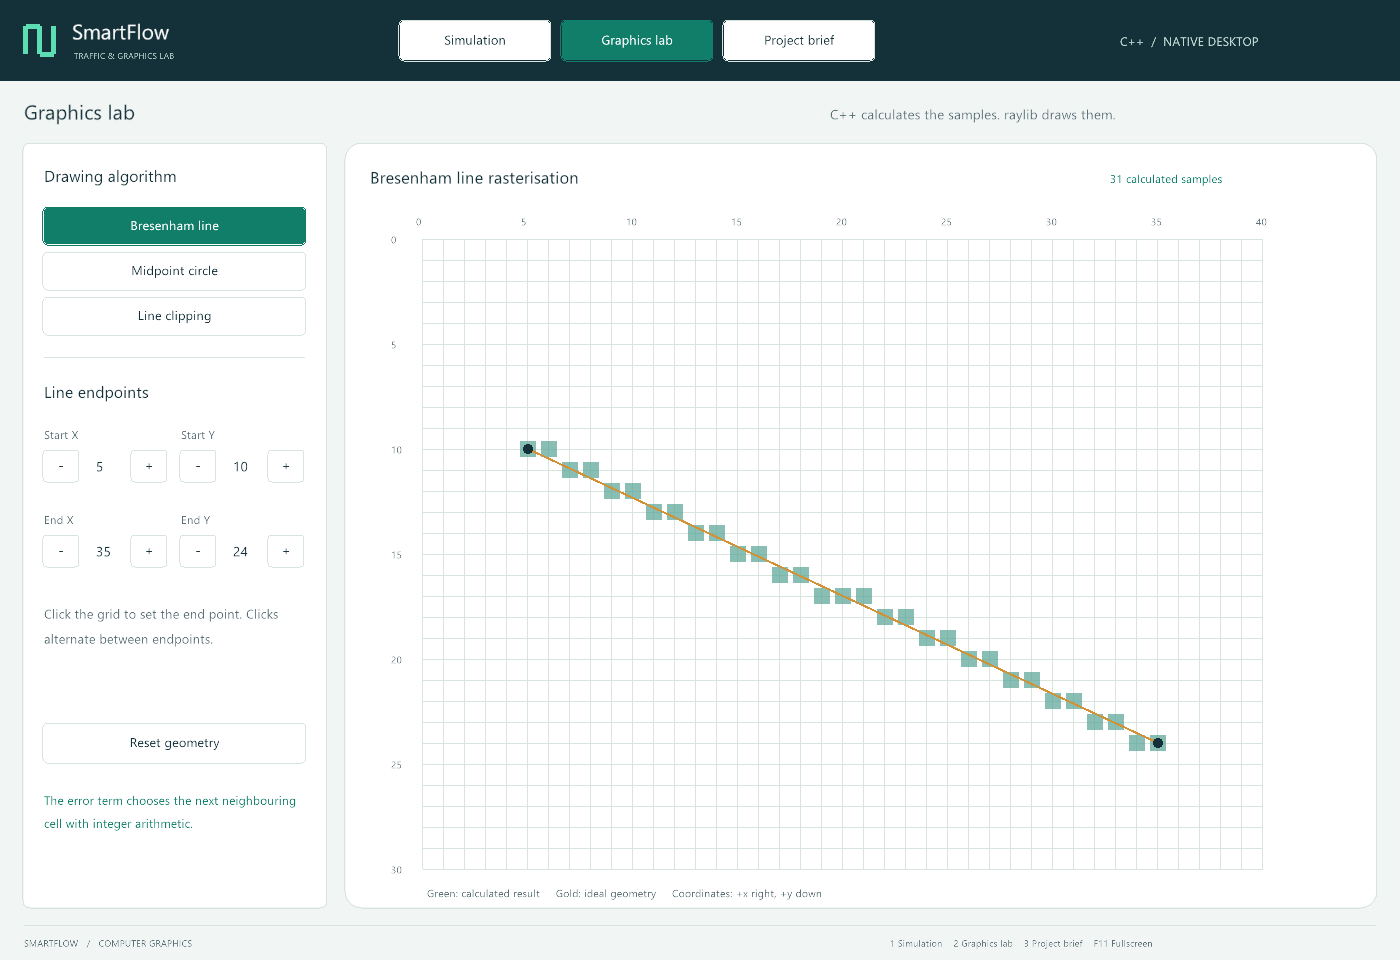 SmartFlow
TRAFFIC & GRAPHICS LAB
Simulation
Graphics lab
Project brief
C++ / NATIVE DESKTOP
Graphics lab
C++ calculates the samples. raylib draws them.
Drawing algorithm
Bresenham line
Midpoint circle
Line clipping
Line endpoints
Start X
Start Y
- 5 +
- 10 +
End X
End Y
- 35 +
- 24 +
Click the grid to set the end point. Clicks
alternate between endpoints.
Reset geometry
The error term chooses the next neighbouring
cell with integer arithmetic.
Bresenham line rasterisation
31 calculated samples
0 5 10 15 20 25 30 35 40
0
5
10
15
20
25
30
Green: calculated result Gold: ideal geometry Coordinates: +x right, +y down
SMARTFLOW / COMPUTER GRAPHICS
1 Simulation 2 Graphics lab 3 Project brief F11 Fullscreen